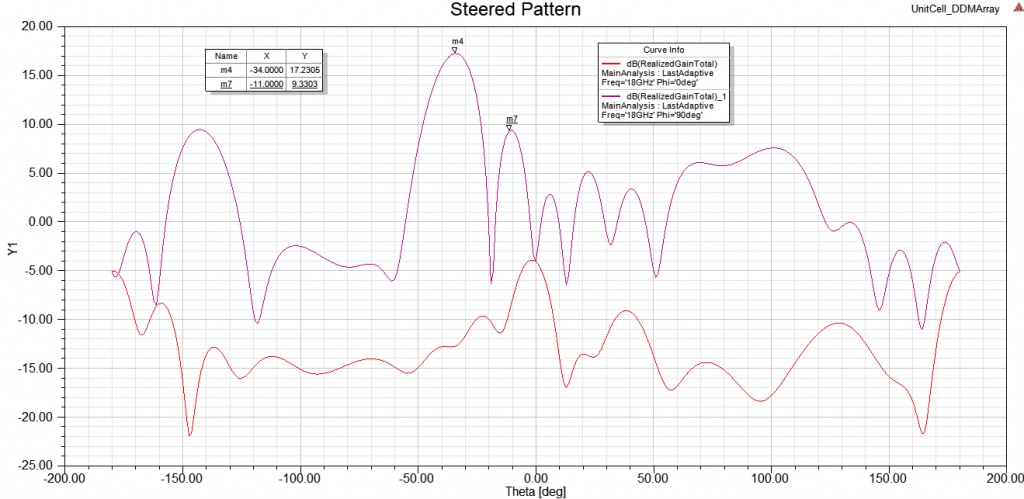 Steered Pattern
UnitCell_DDMArray
20.00
15.00
10.00
5.00
0.00
-5.00
-10.00
-15.00
-20.00
-25.00
Y1
Name X Y
m4 -34.0000 17.2305
m7 -11.0000 9.3303
m4
m7
Curve Info
dB(RealizedGainTotal)
MainAnalysis : LastAdaptive
Freq='18GHz' Phi='0deg'
dB(RealizedGainTotal)_1
MainAnalysis : LastAdaptive
Freq='18GHz' Phi='90deg'
-200.00 -150.00 -100.00 -50.00 0.00 50.00 100.00 150.00 200.00
Theta [deg]